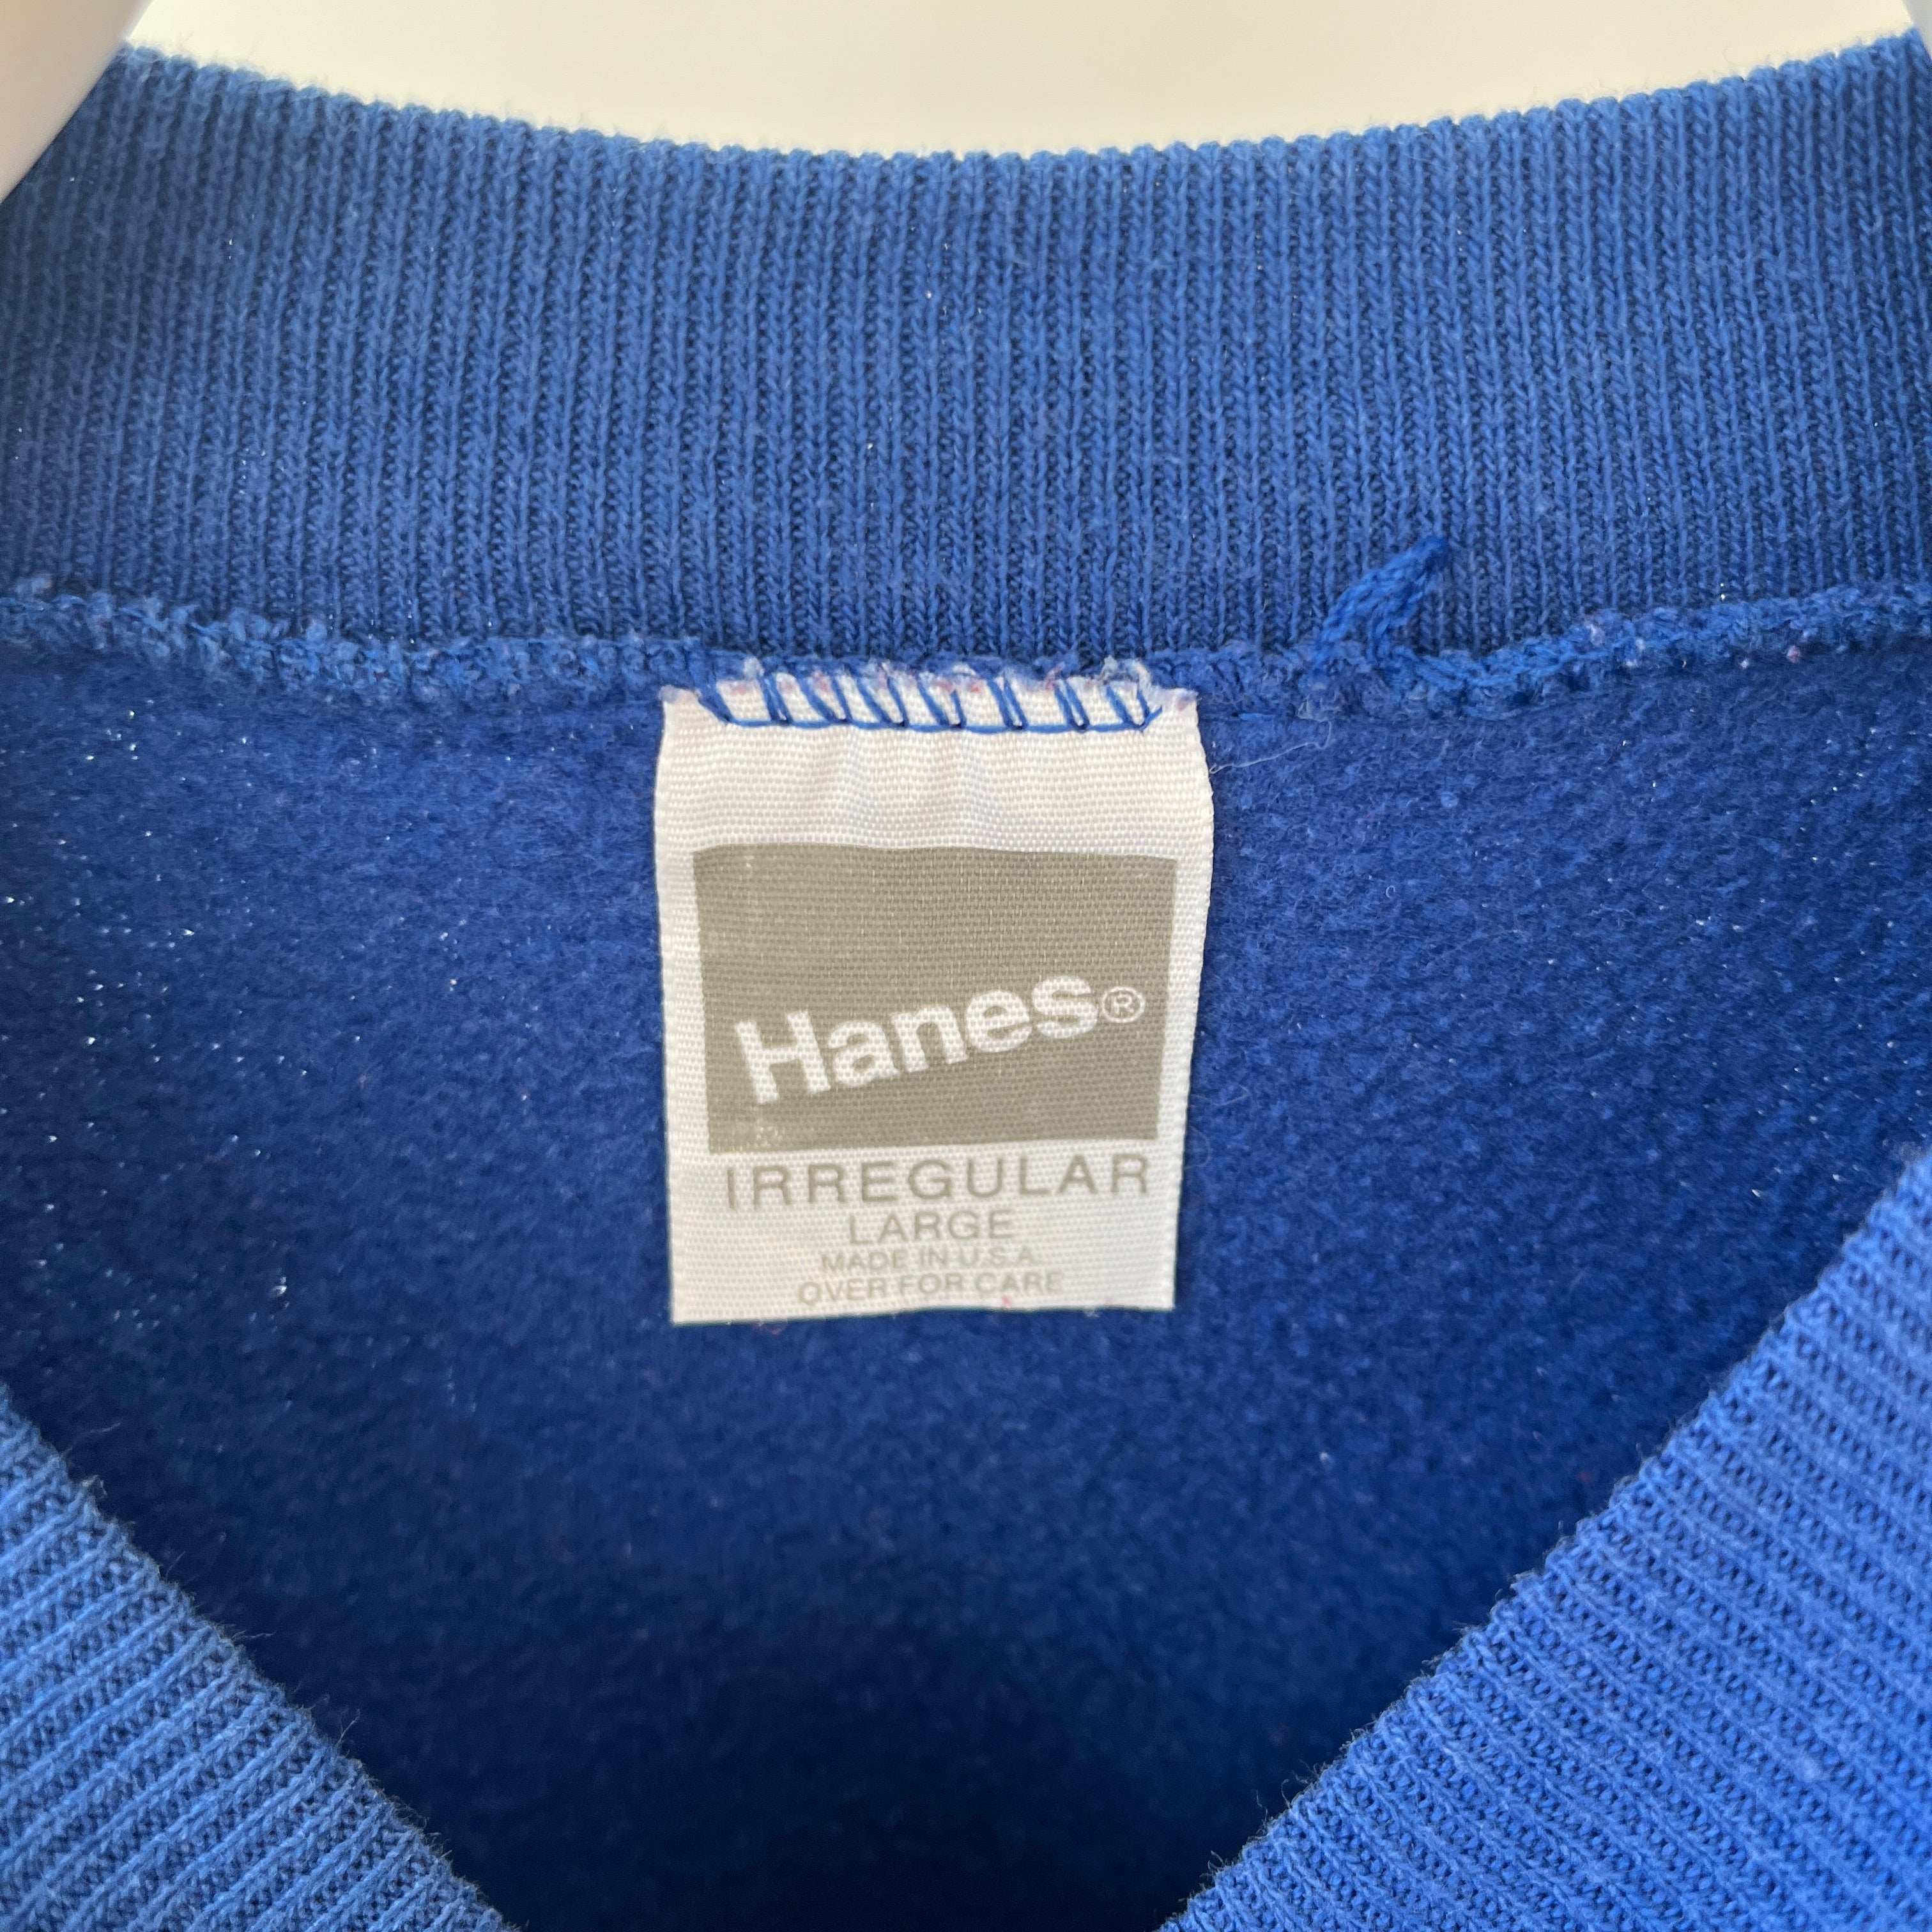 Hanes®
IRREGULAR
LARGE
MADE IN U.S.A.
OVER FOR CARE